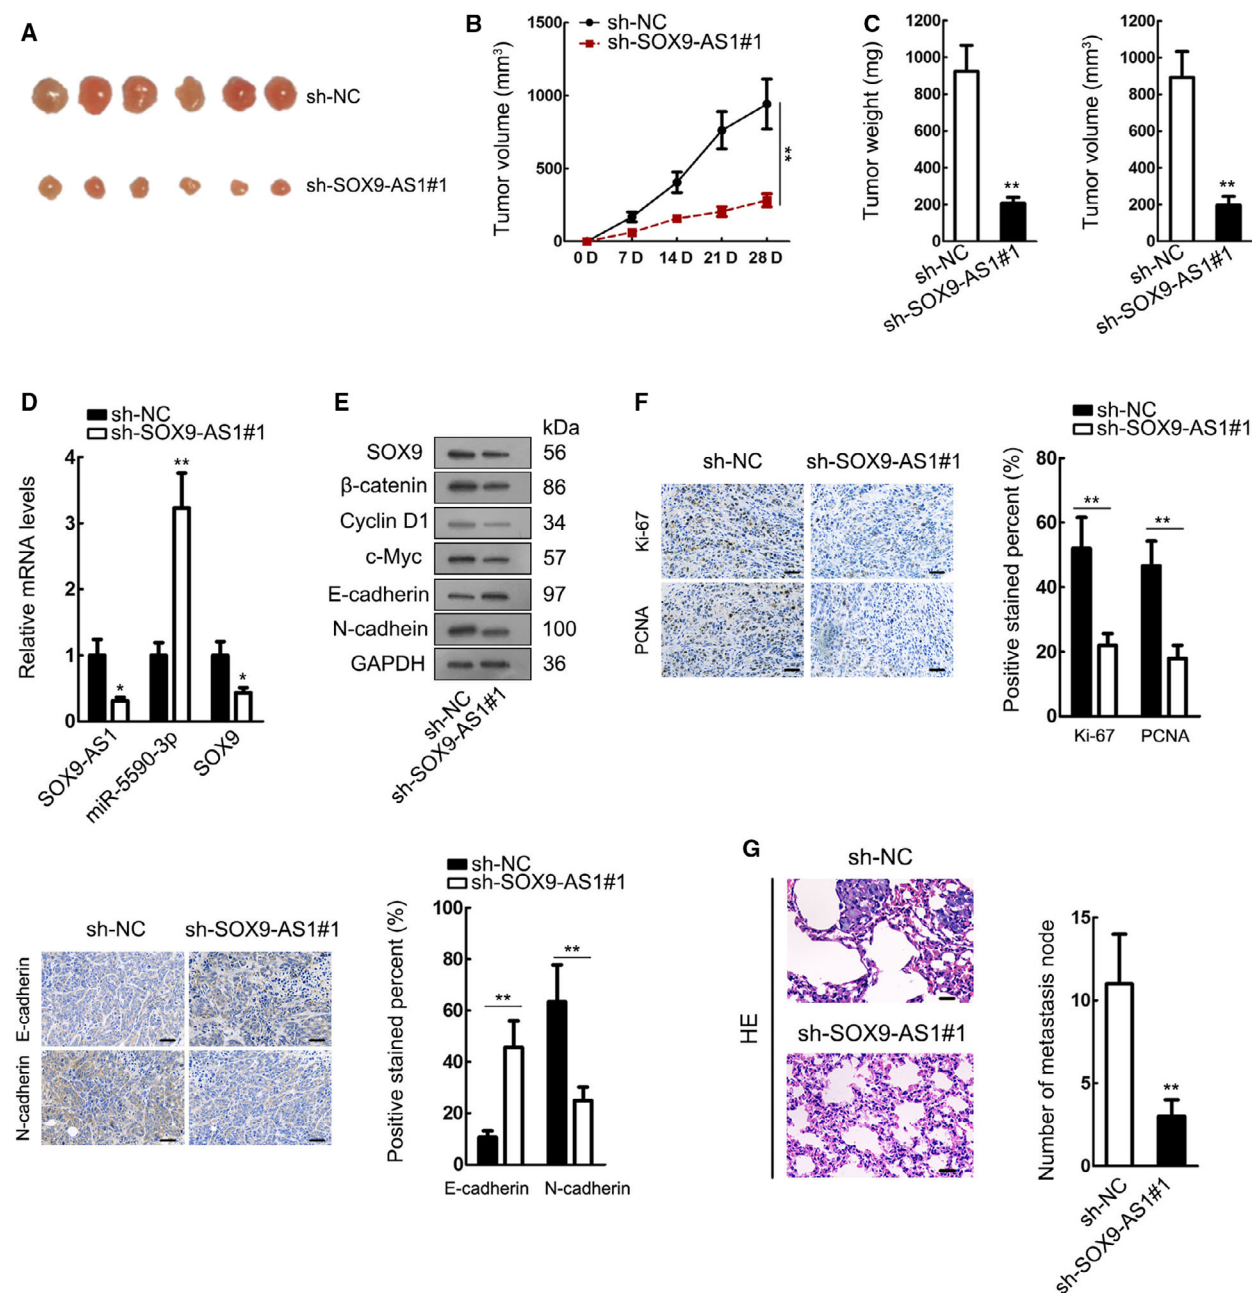 A
sh-NC
sh-SOX9-AS1#1
B
sh-NC
sh-SOX9-AS1#1
Tumor volume (mm³)
1500
1000
500
0
0 D 7 D 14 D 21 D 28 D
**
C
Tumor weight (mg)
1200
1000
800
600
400
200
0
**
sh-NC
sh-SOX9-AS1#1
Tumor volume (mm³)
1200
1000
800
600
400
200
0
**
sh-NC
sh-SOX9-AS1#1
D
sh-NC
sh-SOX9-AS1#1
Relative mRNA levels
4
3
2
1
0
*
**
*
SOX9-AS1
miR-5590-3p
SOX9
E
kDa
SOX9 56
β-catenin 86
Cyclin D1 34
c-Myc 57
E-cadherin 97
N-cadhein 100
GAPDH 36
sh-NC
sh-SOX9-AS1#1
F
sh-NC sh-SOX9-AS1#1
Ki-67
PCNA
sh-NC
sh-SOX9-AS1#1
Positive stained percent (%)
80
60
40
20
0
**
**
Ki-67 PCNA
sh-NC sh-SOX9-AS1#1
E-cadherin
N-cadherin
sh-NC
sh-SOX9-AS1#1
Positive stained percent (%)
100
80
60
40
20
0
**
**
E-cadherin N-cadherin
G
sh-NC
HE
sh-SOX9-AS1#1
Number of metastasis node
15
10
5
0
**
sh-NC
sh-SOX9-AS1#1